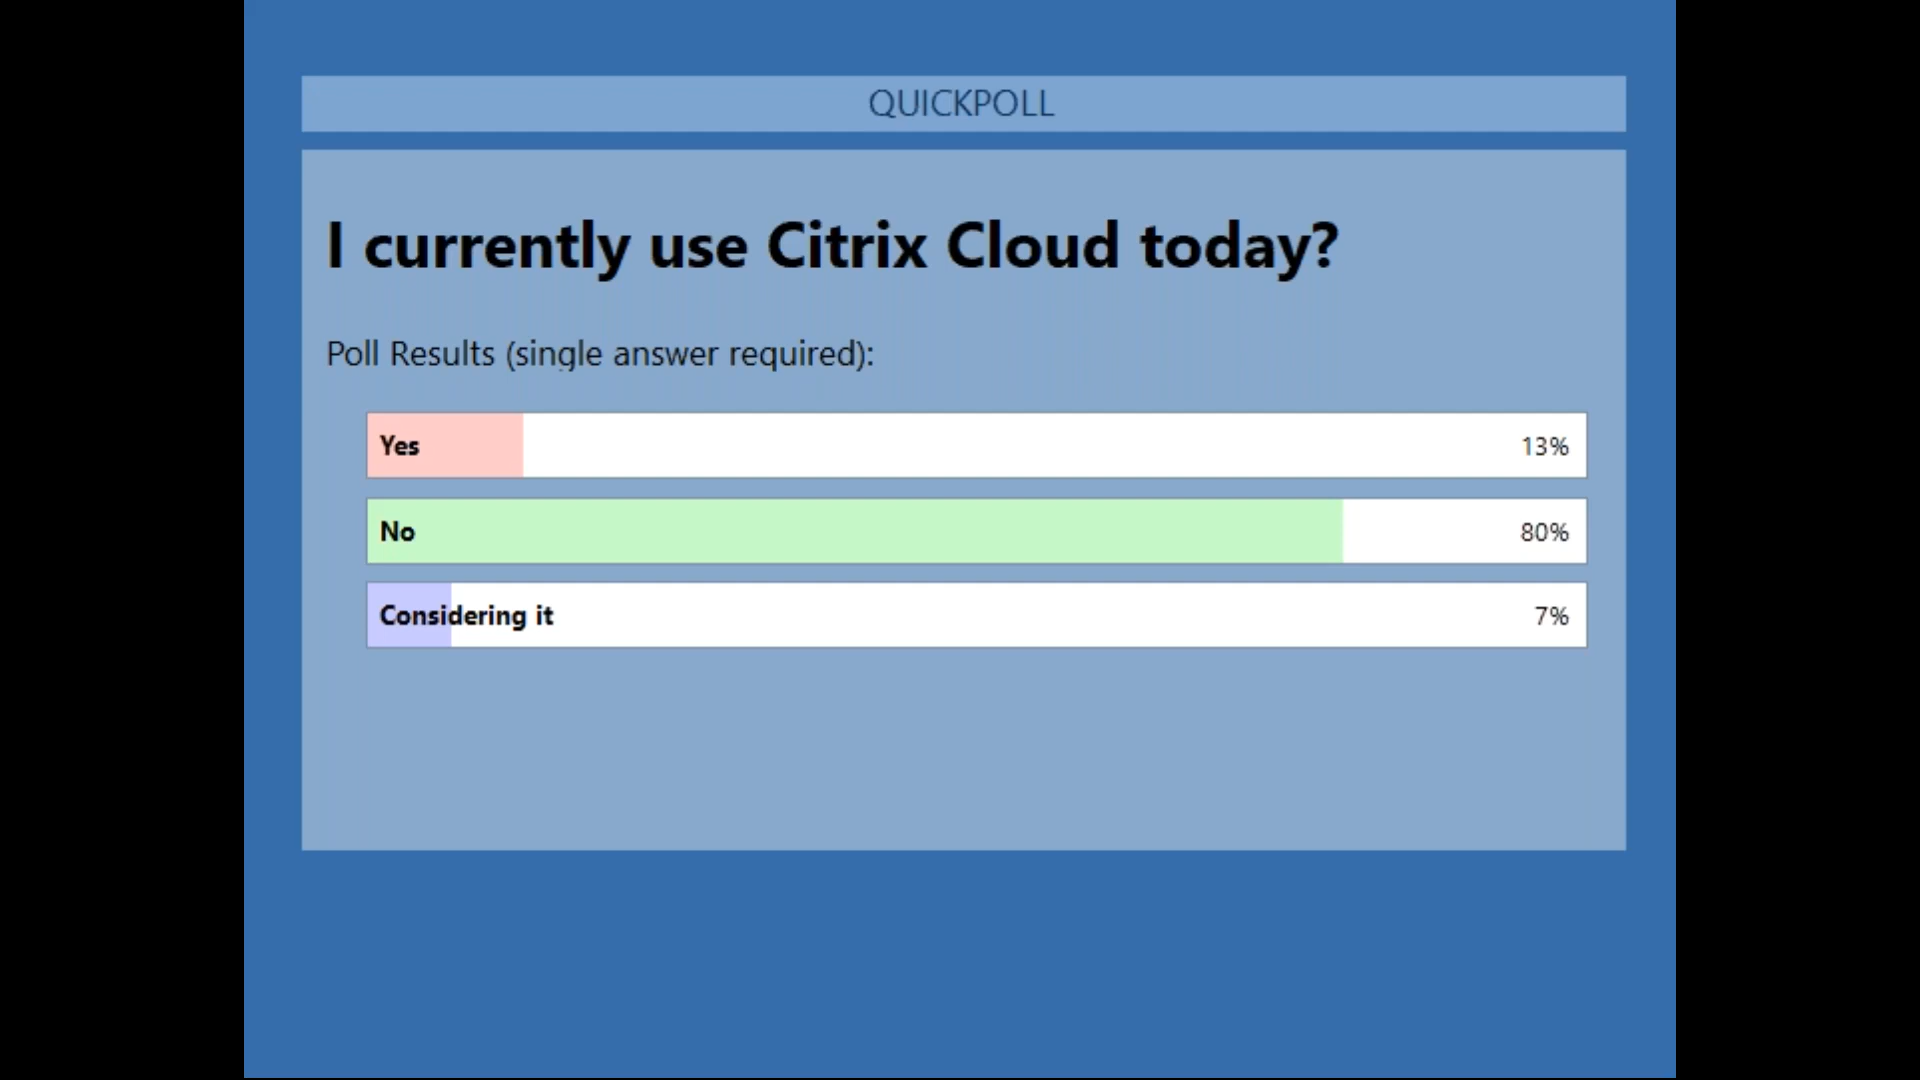 QUICKPOLL
I currently use Citrix Cloud today?
Poll Results (single answer required):
Yes 13%
No 80%
Considering it 7%